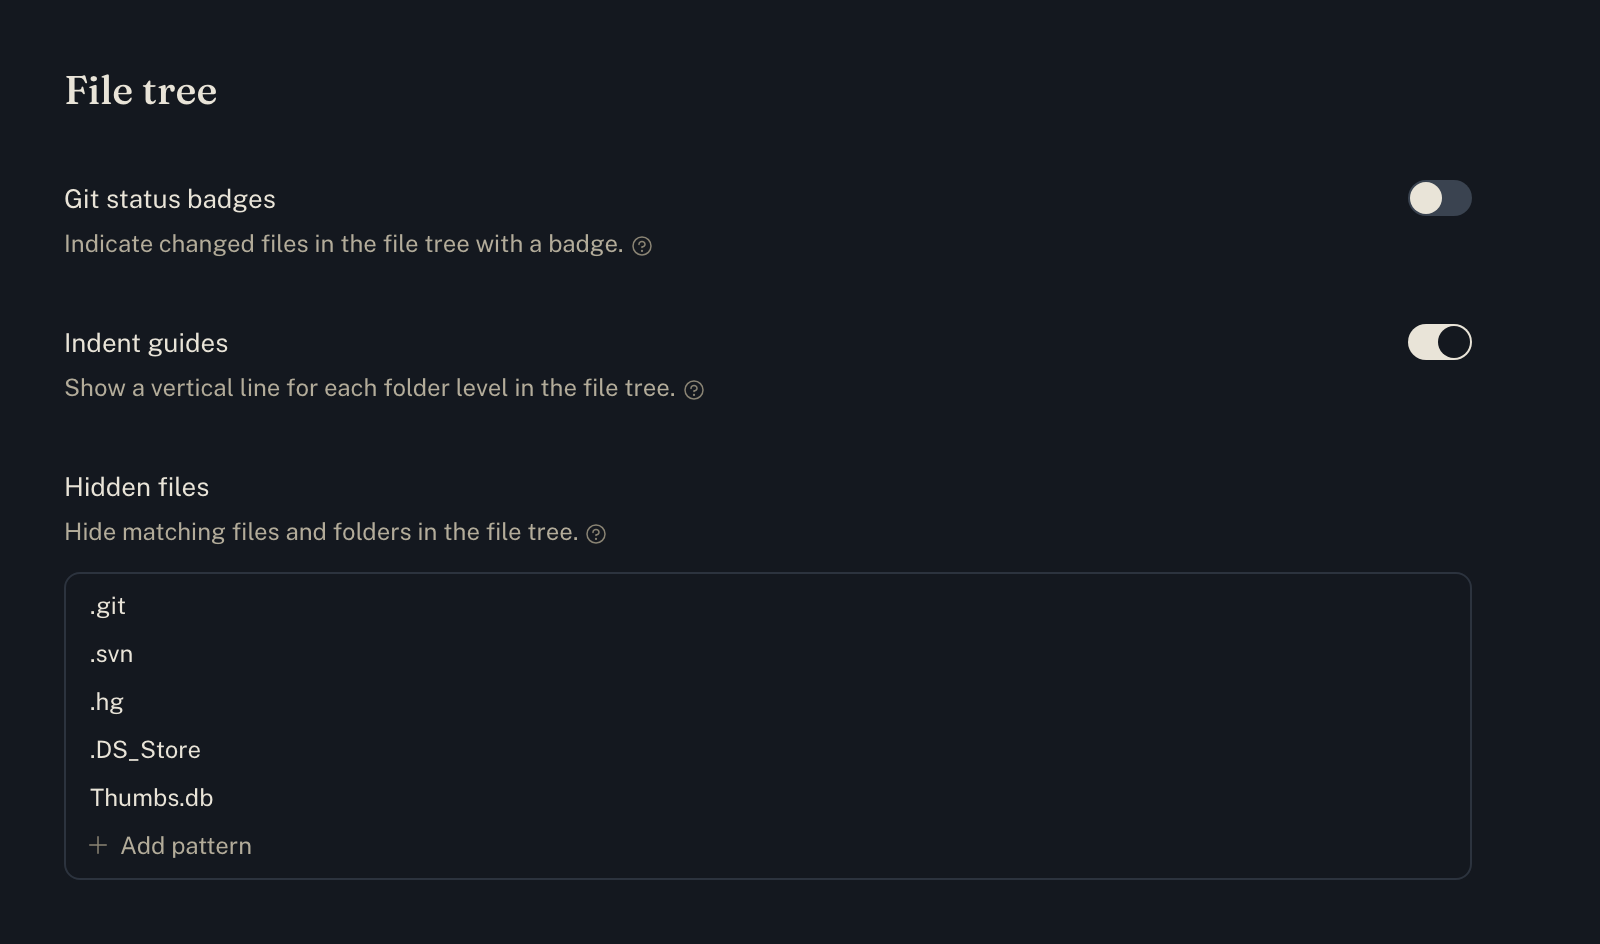 File tree
Git status badges
Indicate changed files in the file tree with a badge.
Indent guides
Show a vertical line for each folder level in the file tree.
Hidden files
Hide matching files and folders in the file tree.
.git
.svn
.hg
.DS_Store
Thumbs.db
+ Add pattern